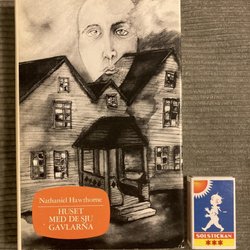 Nathaniel Hawthorne
HUSET
MED DE SJU
GAVLARNA
SOLSTICKAN